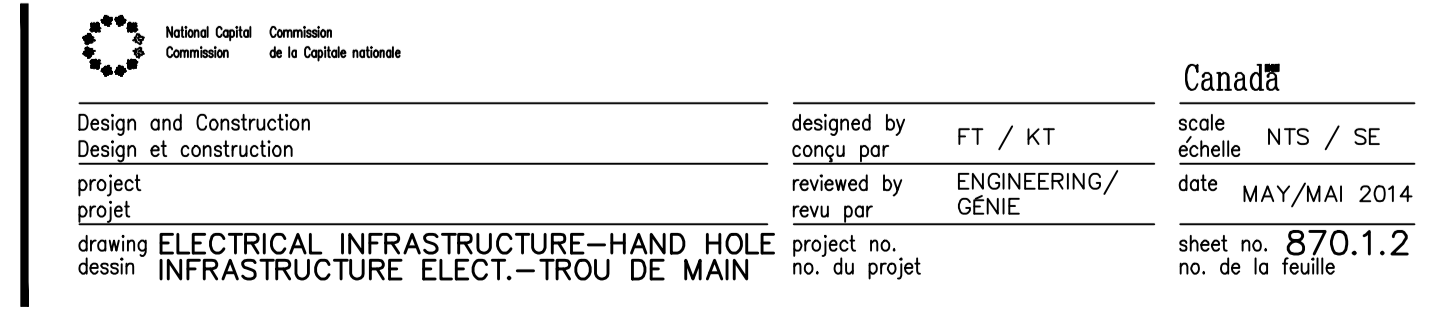 National Capital Commission
Commission de la Capitale nationale
Canada
Design and Construction
Design et construction
designed by
conçu par
FT / KT
scale
échelle
NTS / SE
project
projet
reviewed by
revu par
ENGINEERING/
GÉNIE
date
MAY/MAI 2014
drawing ELECTRICAL INFRASTRUCTURE-HAND HOLE
dessin INFRASTRUCTURE ELECT.-TROU DE MAIN
project no.
no. du projet
sheet no. 870.1.2
no. de la feuille